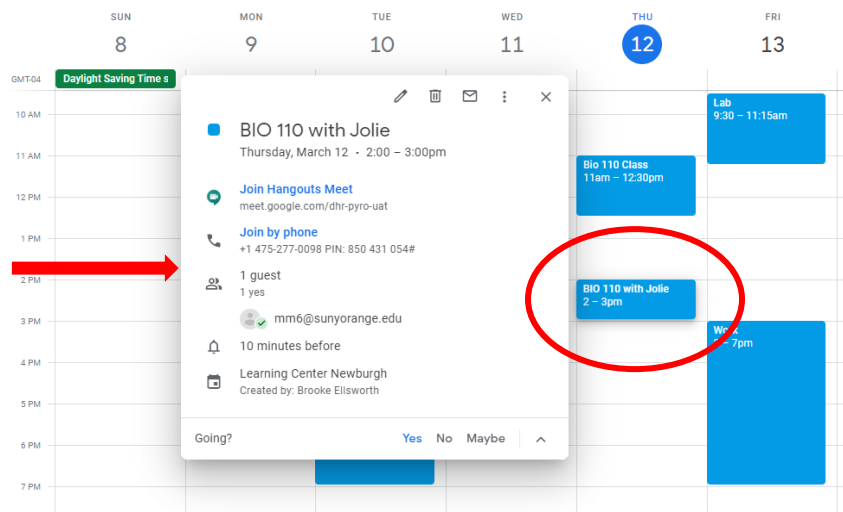 SUN MON TUE WED THU FRI
8 9 10 11 12 13
GMT-04 Daylight Saving Time s
10 AM
11 AM
12 PM
1 PM
2 PM
3 PM
4 PM
5 PM
6 PM
7 PM
BIO 110 with Jolie
Thursday, March 12 • 2:00 – 3:00pm
Join Hangouts Meet
meet.google.com/dhr-pyro-uat
Join by phone
+1 475-277-0098 PIN: 850 431 054#
1 guest
1 yes
mm6@sunyorange.edu
10 minutes before
Learning Center Newburgh
Created by: Brooke Ellsworth
Going? Yes No Maybe
Bio 110 Class
11am – 12:30pm
BIO 110 with Jolie
2 – 3pm
Lab
9:30 – 11:15am
– 7pm